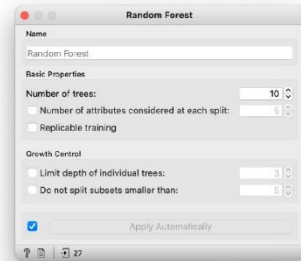 Random Forest
Name
Random Forest
Basic Properties
Number of trees: 10
Number of attributes considered at each split: 5
Replicable training
Growth Control
Limit depth of individual trees: 3
Do not split subsets smaller than: 5
Apply Automatically
? 27